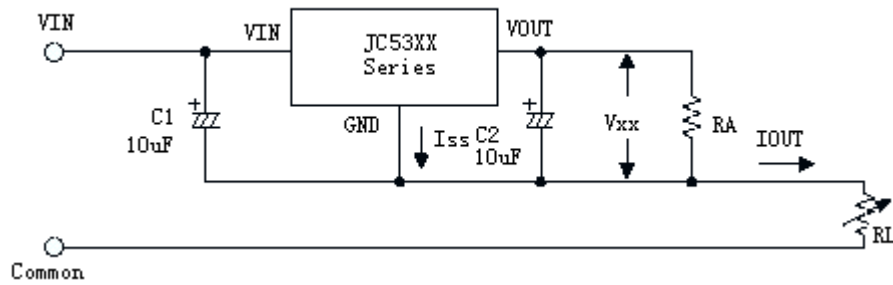 VIN
VIN
JC53XX
Series
VOUT
C1
10uF
GND
Iss
C2
10uF
Vxx
RA
IOUT
RL
Common